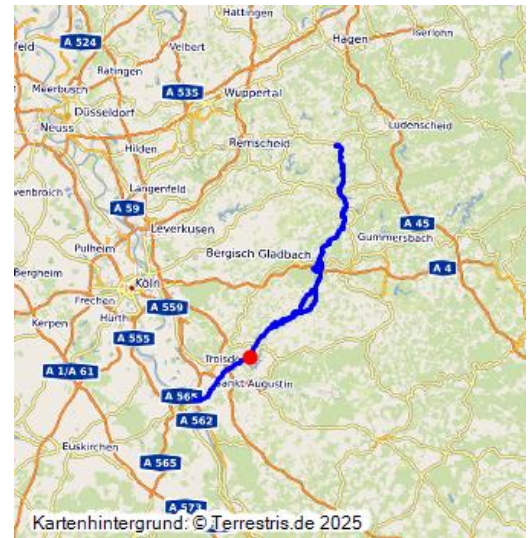 Hattingen
A 524
Velbert
Hagen
Iserlohn
Ratingen
Meerbusch
A 535
Wuppertal
Düsseldorf
Neuss
Lüdenscheid
Hilden
Remscheid
Langenfeld
A 59
Leverkusen
A 45
Pulheim
Bergisch Gladbach
Gummersbach
Bergheim
A 4
Köln
Frechen
A 559
Hürth
Kerpen
A 555
Troisdo
A 1/A 61
Sankt Augustin
A 565
A 562
Euskirchen
A 565
A 573
Kartenhintergrund: © Terrestris.de 2025